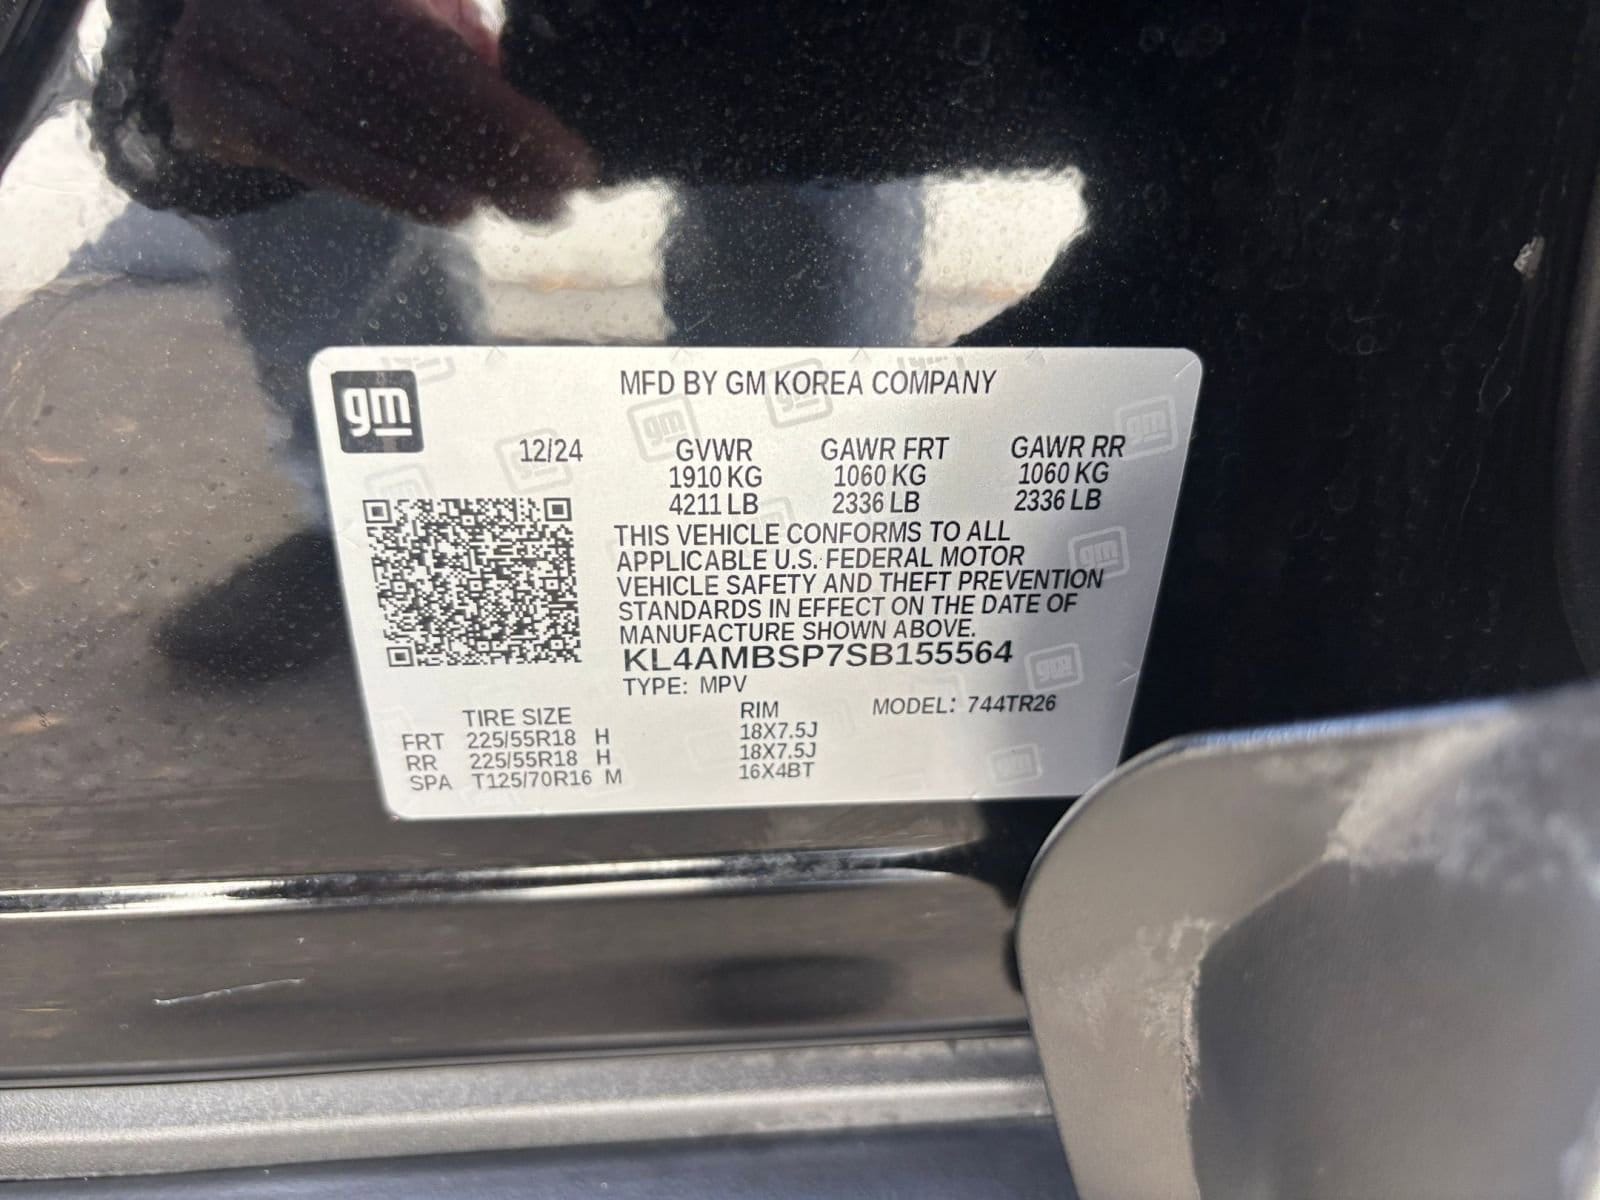 gm
MFD BY GM KOREA COMPANY
12/24 GVWR GAWR FRT GAWR RR
1910 KG 1060 KG 1060 KG
4211 LB 2336 LB 2336 LB
THIS VEHICLE CONFORMS TO ALL
APPLICABLE U.S. FEDERAL MOTOR
VEHICLE SAFETY AND THEFT PREVENTION
STANDARDS IN EFFECT ON THE DATE OF
MANUFACTURE SHOWN ABOVE.
KL4AMBSP7SB155564
TYPE: MPV
TIRE SIZE RIM MODEL: 744TR26
FRT 225/55R18 H 18X7.5J
RR 225/55R18 H 18X7.5J
SPA T125/70R16 M 16X4BT